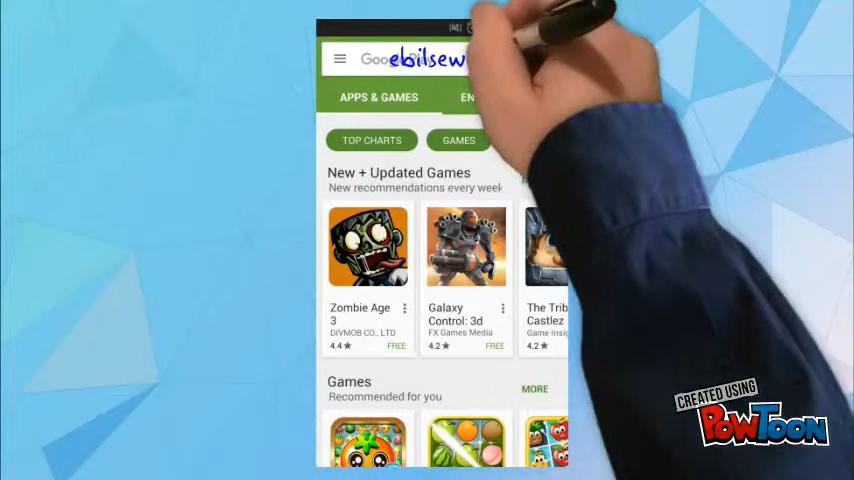 ebilsew
APPS & GAMES
EN
TOP CHARTS
GAMES
New + Updated Games
New recommendations every week
Zombie Age
3
DIVMOB CO., LTD
4.4★
FREE
Galaxy
Control: 3d
FX Games Media
4.2★
FREE
The Trib
Castlez
Game Insig
4.2★
Games
Recommended for you
MORE
CREATED USING
POWTOON